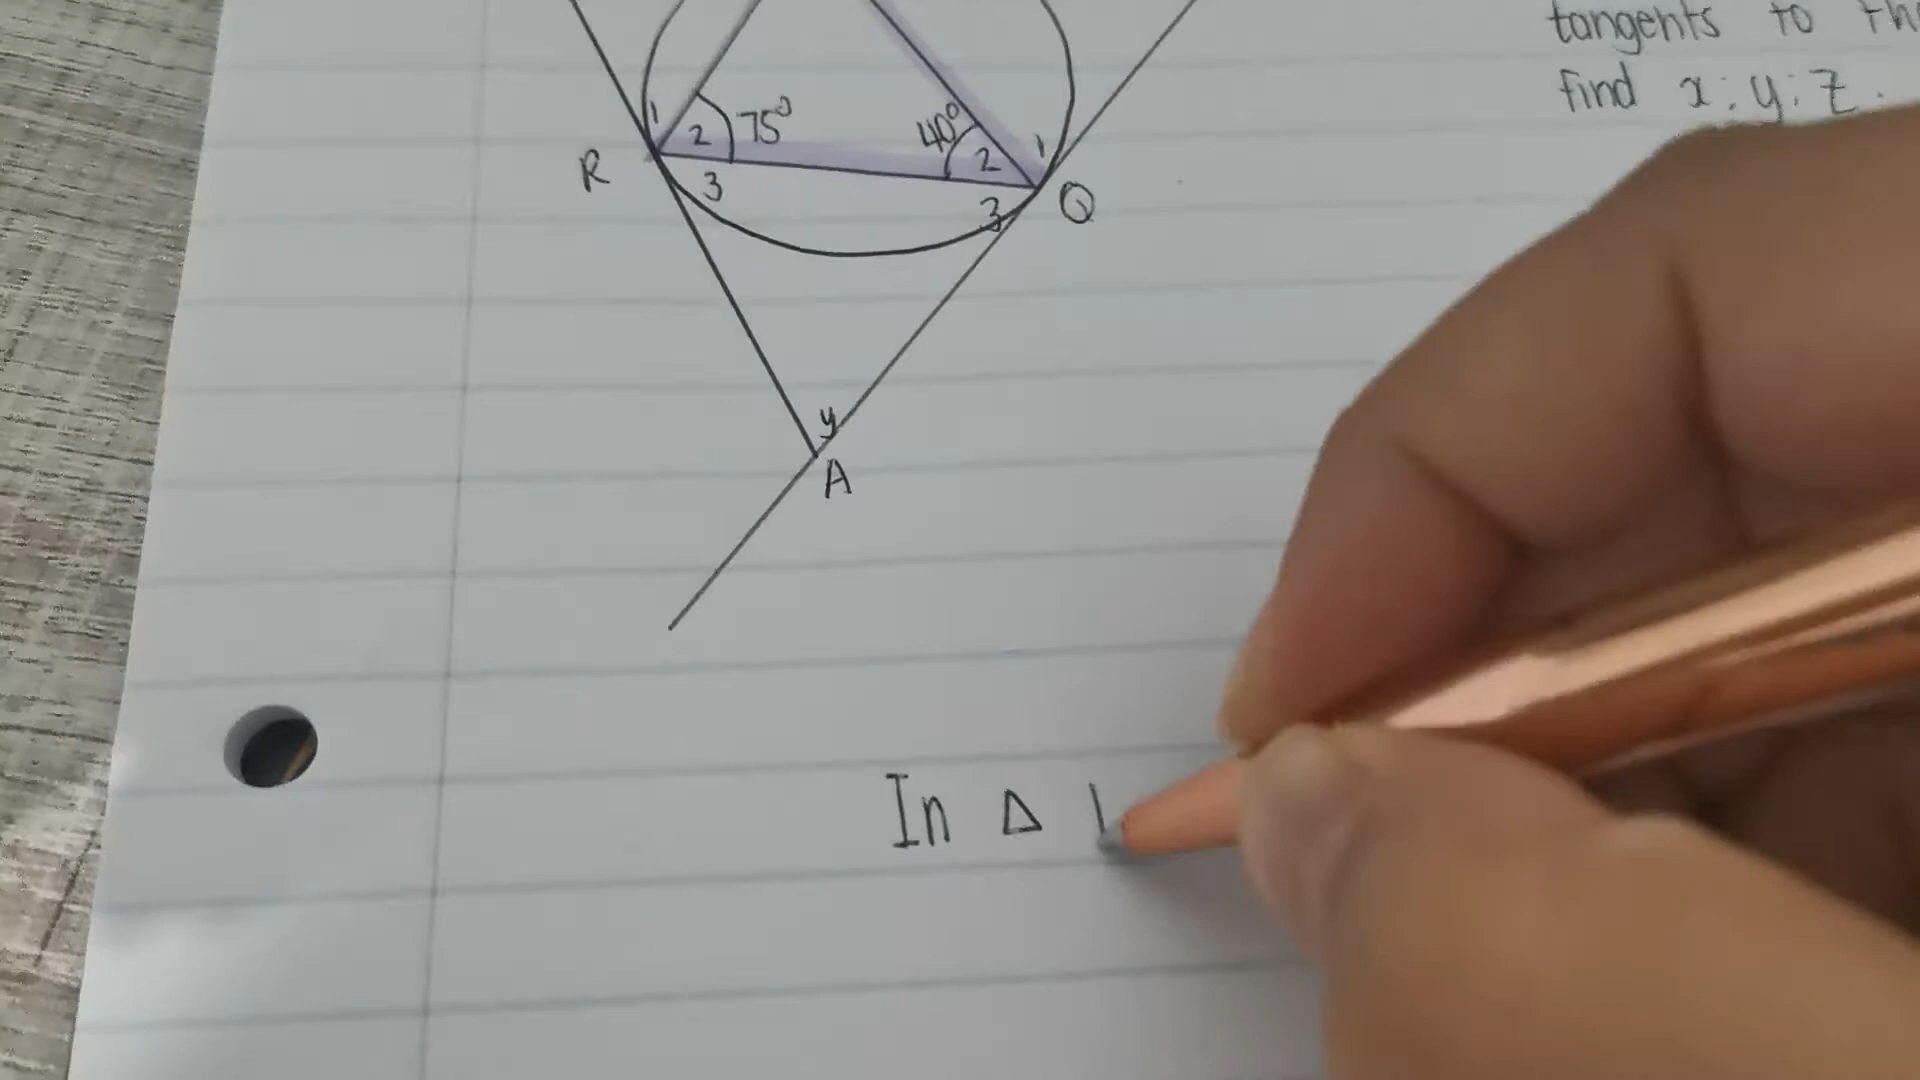 tangents to
find x; y; z.
1
2
75°
40°
2
1
R
3
3
Q
y
A
In Δ